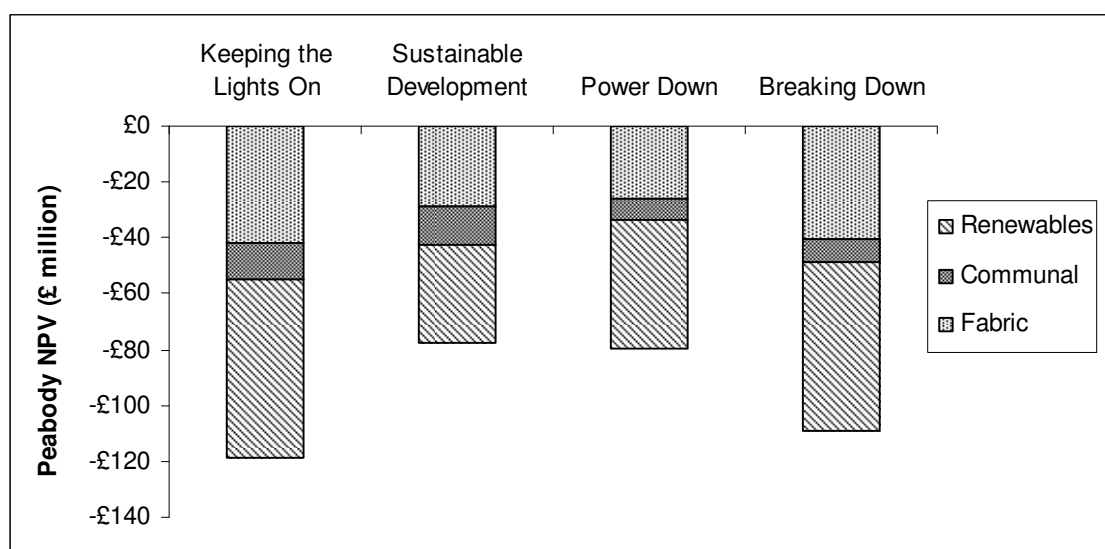 Keeping the
Lights On
Sustainable
Development
Power Down
Breaking Down
£0
-£20
-£40
-£60
-£80
-£100
-£120
-£140
Peabody NPV (£ million)
Renewables
Communal
Fabric